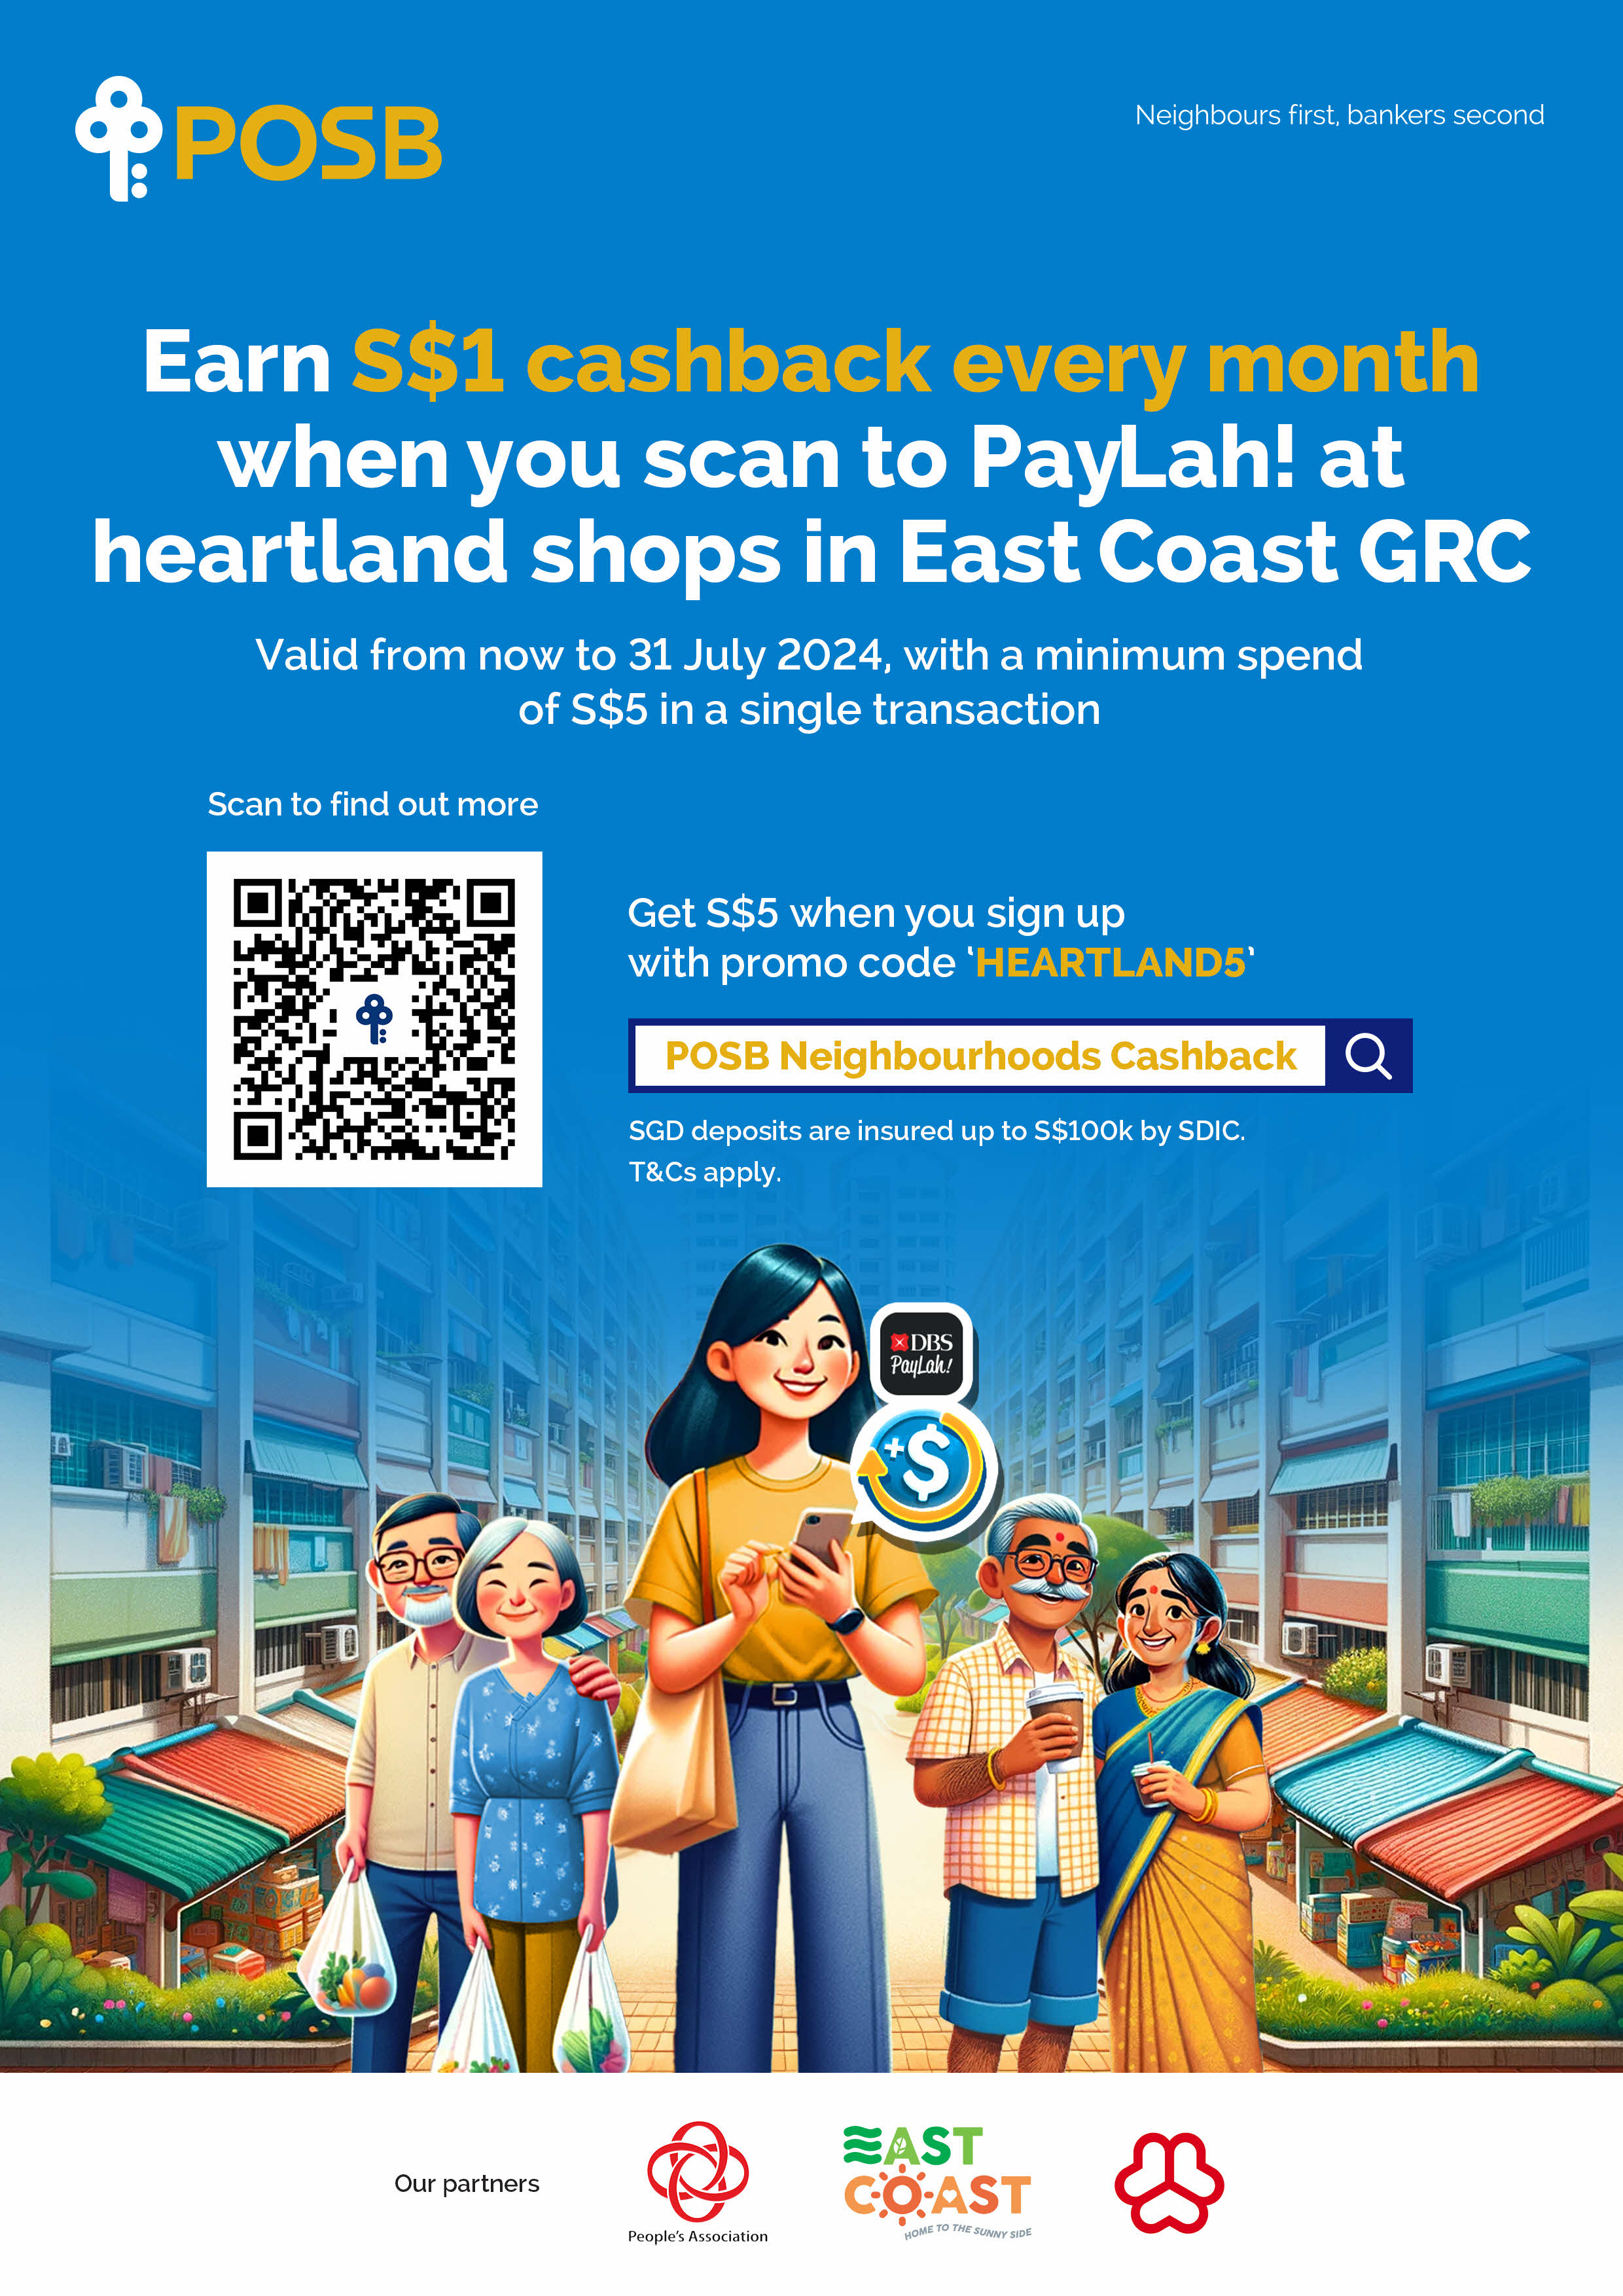 POSB
Neighbours first, bankers second
Earn S$1 cashback every month
when you scan to PayLah! at
heartland shops in East Coast GRC
Valid from now to 31 July 2024, with a minimum spend
of S$5 in a single transaction
Scan to find out more
Get S$5 when you sign up
with promo code ‘HEARTLAND5’
POSB Neighbourhoods Cashback
SGD deposits are insured up to S$100k by SDIC.
T&Cs apply.
DBS
PayLah!
+$
Our partners
People's Association
EAST
COAST
HOME TO THE SUNNY SIDE